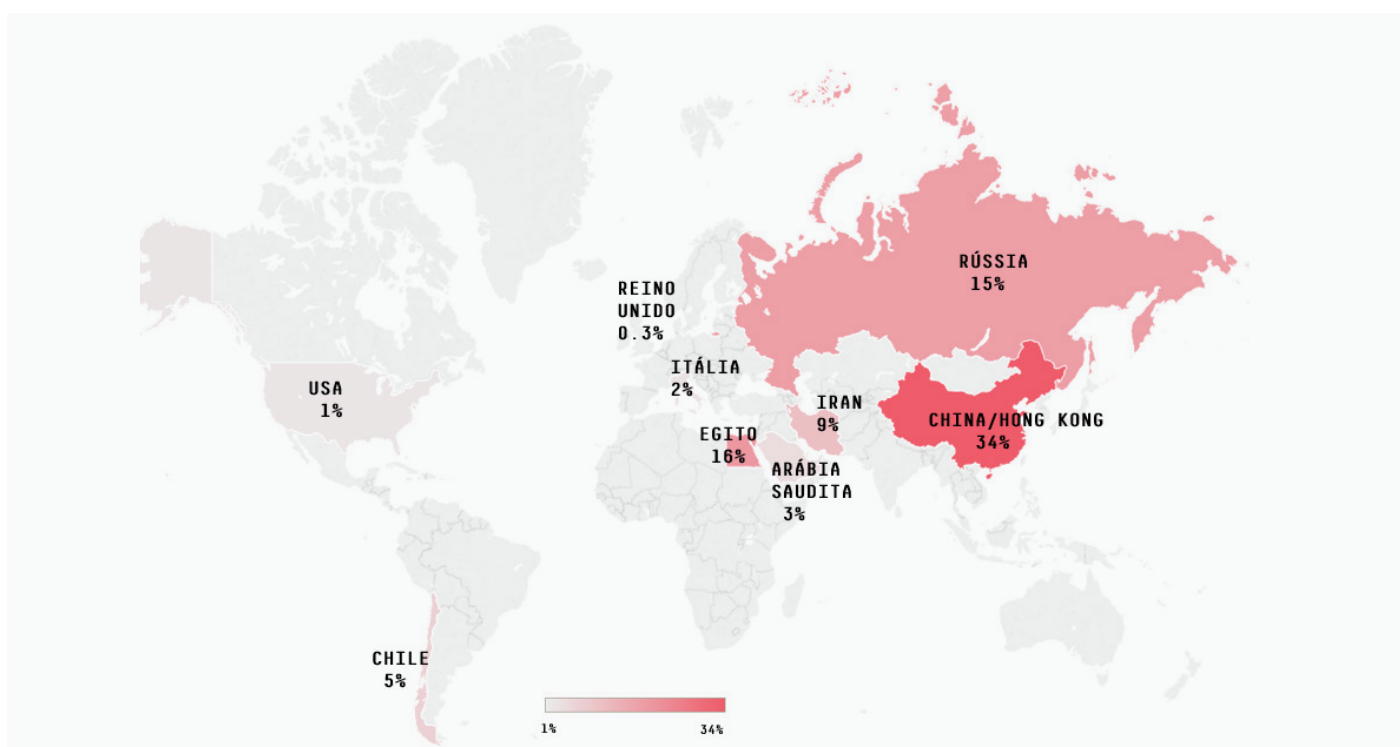 RÚSSIA
15%
REINO
UNIDO
0.3%
ITÁLIA
2%
USA
1%
IRAN
9%
CHINA/HONG KONG
34%
EGITO
16%
ARÁBIA
SAUDITA
3%
CHILE
5%
1%
34%